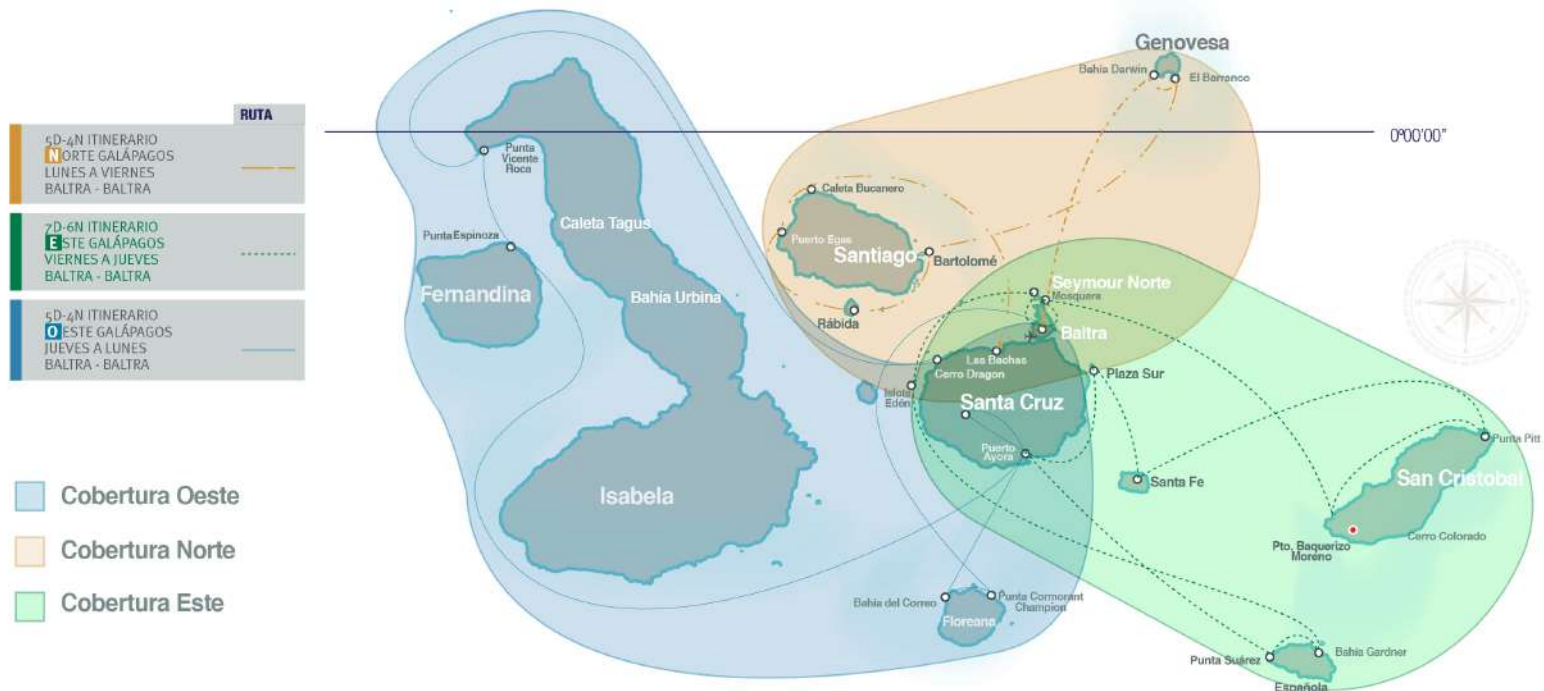 RUTA
5D-4N ITINERARIO
NORTE GALÁPAGOS
LUNES A VIERNES
BALTRA - BALTRA
7D-6N ITINERARIO
ESTE GALÁPAGOS
VIERNES A JUEVES
BALTRA - BALTRA
5D-4N ITINERARIO
OESTE GALÁPAGOS
JUEVES A LUNES
BALTRA - BALTRA
Cobertura Oeste
Cobertura Norte
Cobertura Este
Genovesa
Bahía Darwin
El Barranco
0º00'00"
Punta
Vicente
Roca
Caleta Tagus
Punta Espinoza
Fernandina
Bahía Urbina
Isabela
Caleta Bucanero
Puerto Egas
Santiago
Bartolomé
Rábida
Seymour Norte
Mosquera
Baltra
Las Bachas
Cerro Dragon
Plaza Sur
Islote
Edén
Santa Cruz
Puerto
Ayora
Santa Fe
Punta Pitt
San Cristobal
Pto. Baquerizo
Moreno
Cerro Colorado
Bahía del Correo
Punta Cormorant
Champion
Floreana
Punta Suárez
Bahía Gardner
Española